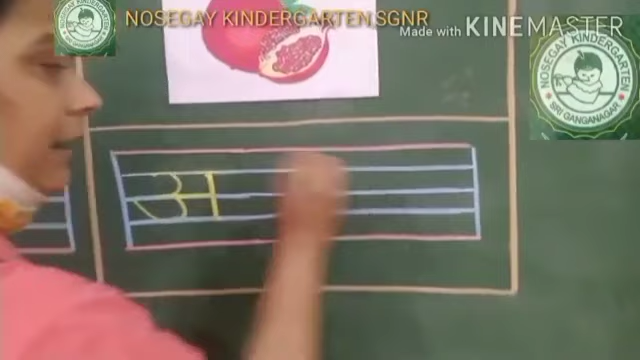 NOSEGAY KINDERGARTEN,SGNR
Made with KINEMASTER
NOSEGAY KINDERGARTEN
SRI GANGANAGAR
अ